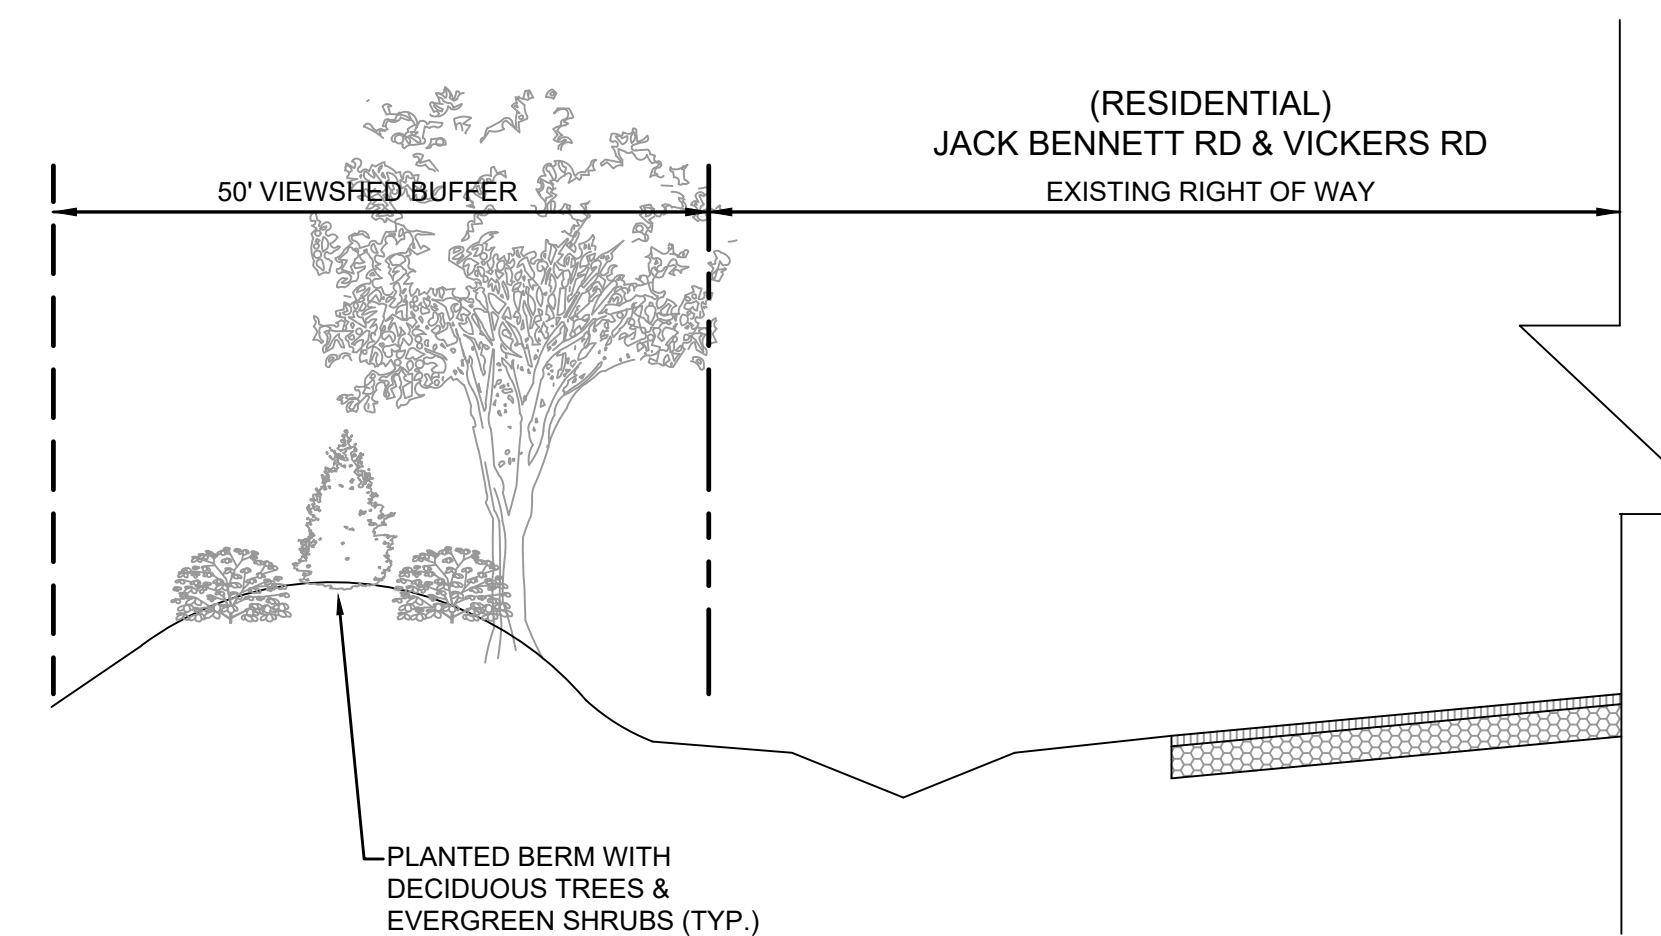 (RESIDENTIAL)
JACK BENNETT RD & VICKERS RD
50' VIEWSHED BUFFER
EXISTING RIGHT OF WAY
PLANTED BERM WITH
DECIDUOUS TREES &
EVERGREEN SHRUBS (TYP.)